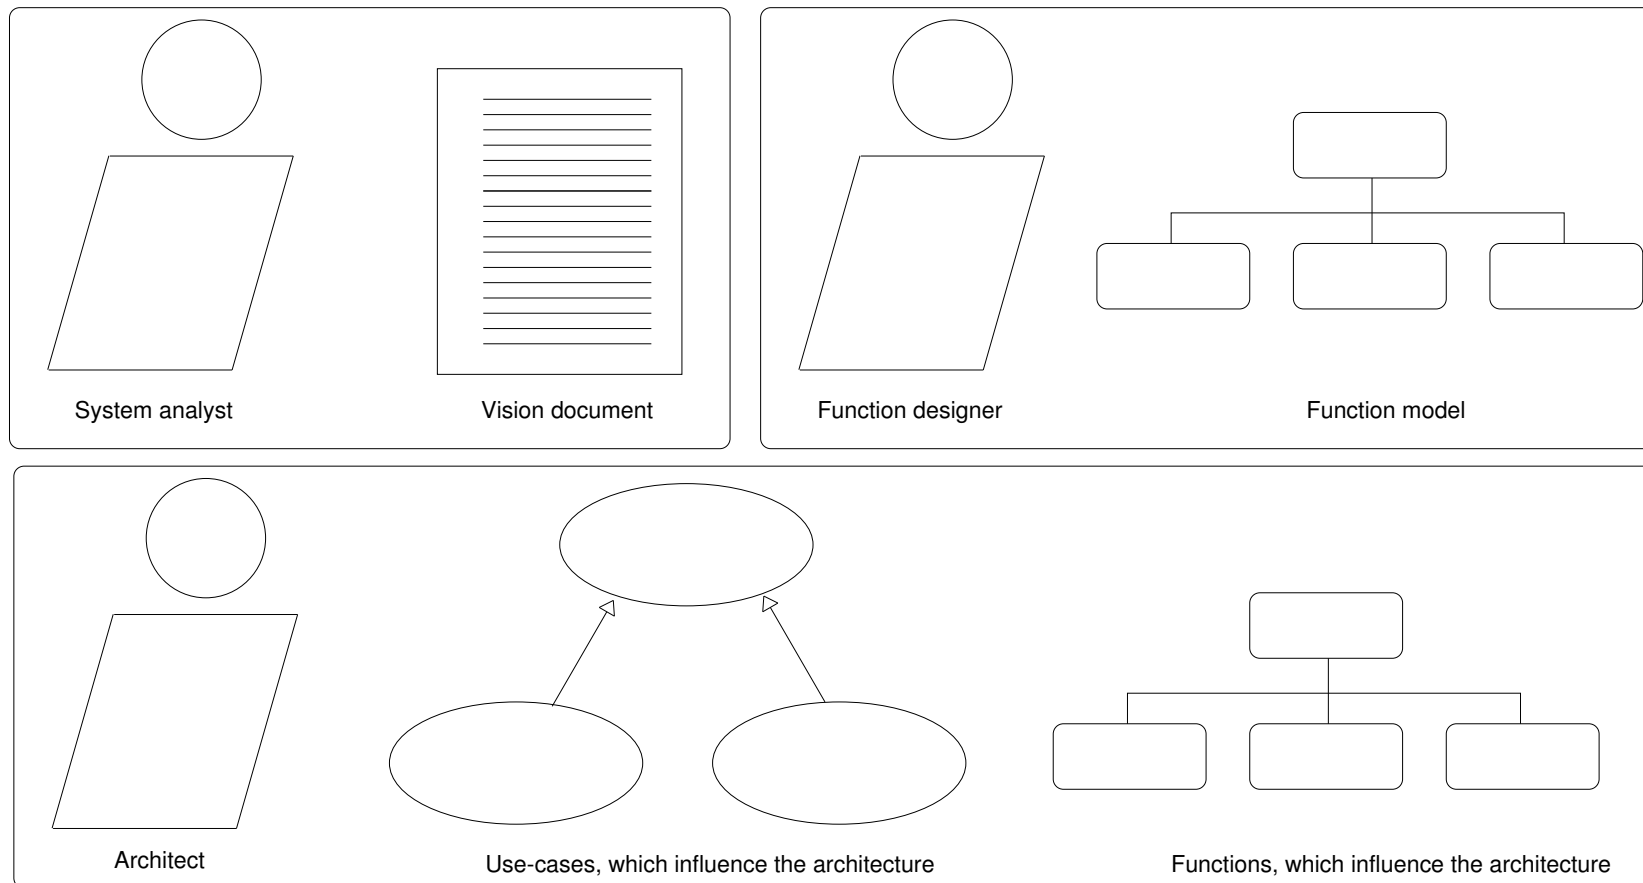 System analyst
Vision document
Function designer
Function model
Architect
Use-cases, which influence the architecture
Functions, which influence the architecture